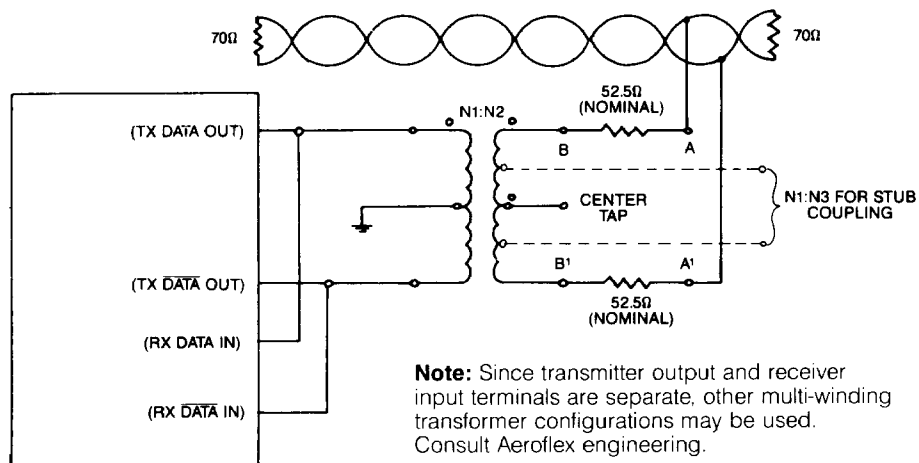 70Ω
70Ω
52.5Ω
(NOMINAL)
N1:N2
(TX DATA OUT)
B
A
CENTER
TAP
N1:N3 FOR STUB
COUPLING
B¹
A¹
(TX D̅A̅T̅A̅ OUT)
52.5Ω
(NOMINAL)
(RX DATA IN)
(RX D̅A̅T̅A̅ IN)
Note: Since transmitter output and receiver
input terminals are separate, other multi-winding
transformer configurations may be used.
Consult Aeroflex engineering.